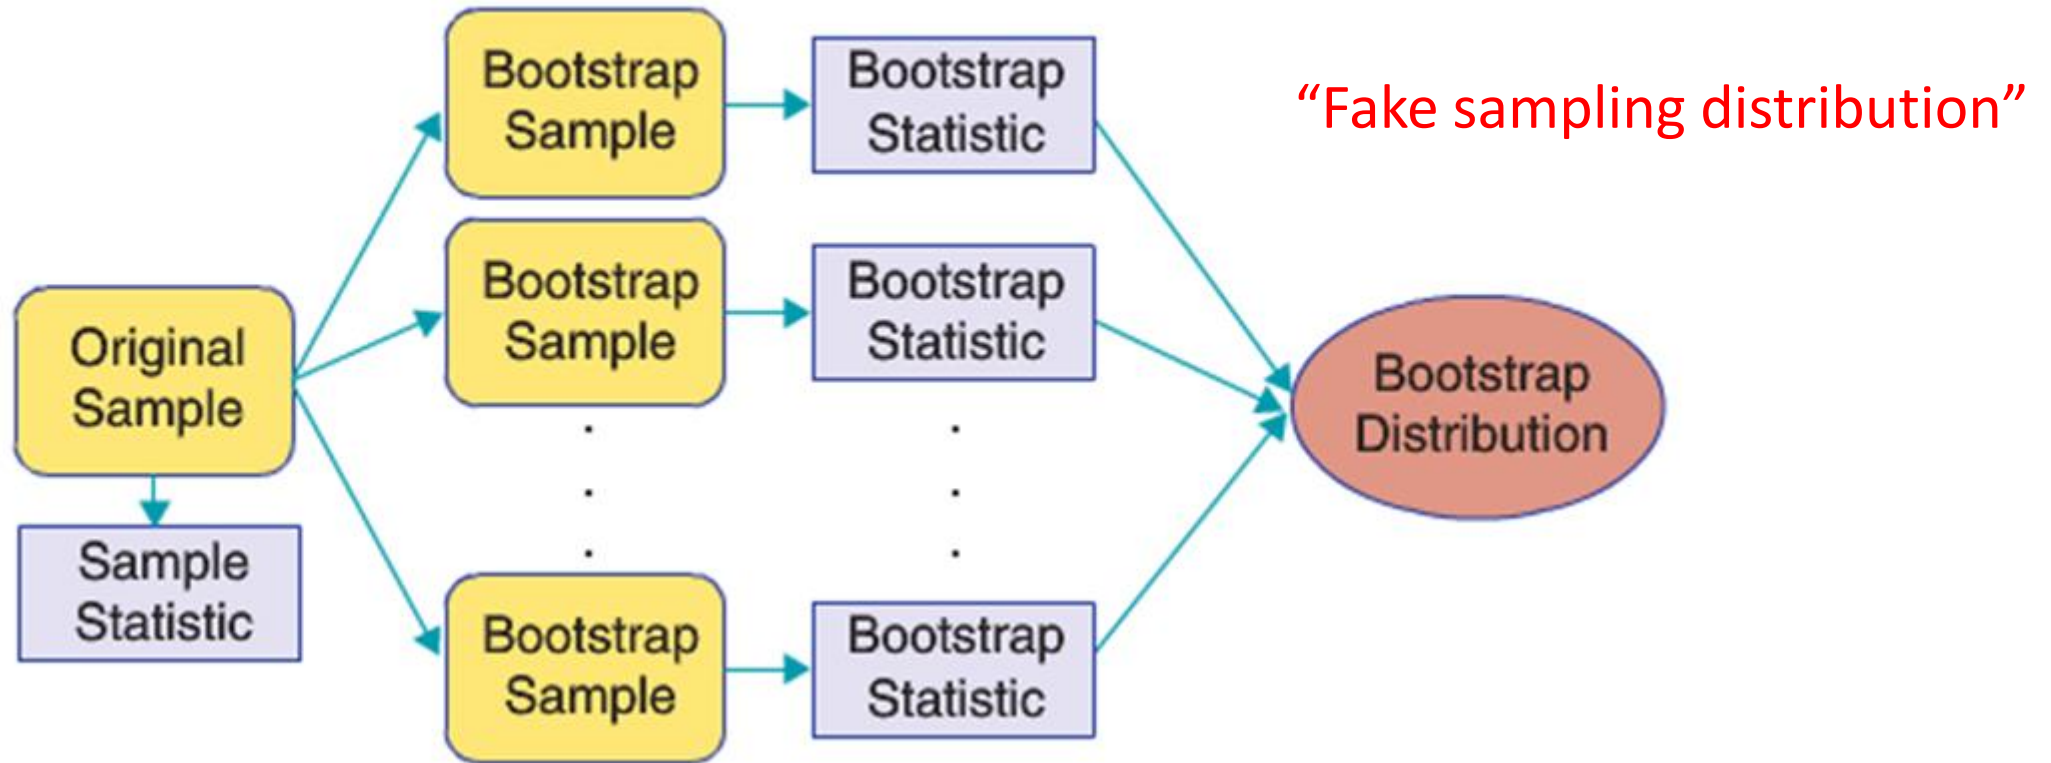 Bootstrap
Sample
Bootstrap
Statistic
“Fake sampling distribution”
Bootstrap
Sample
Bootstrap
Statistic
Original
Sample
Bootstrap
Distribution
Sample
Statistic
Bootstrap
Sample
Bootstrap
Statistic